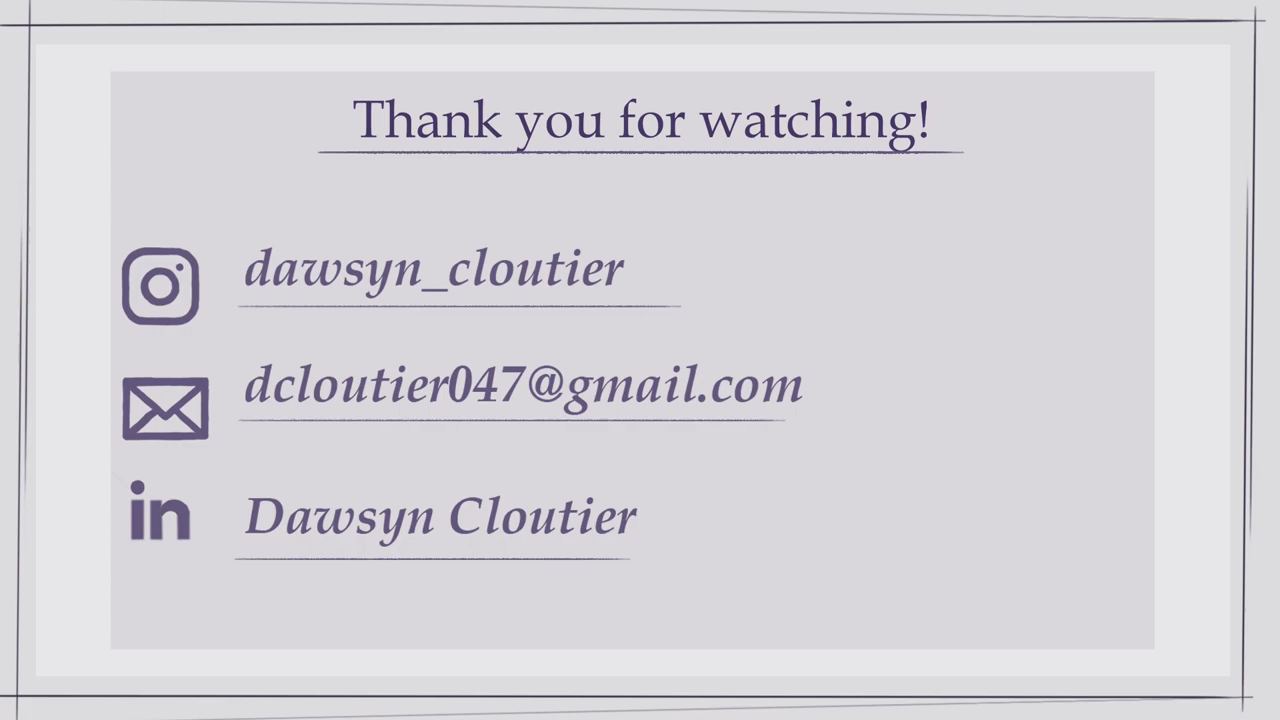 Thank you for watching!
dawsyn_cloutier
dcloutier047@gmail.com
in
Dawsyn Cloutier